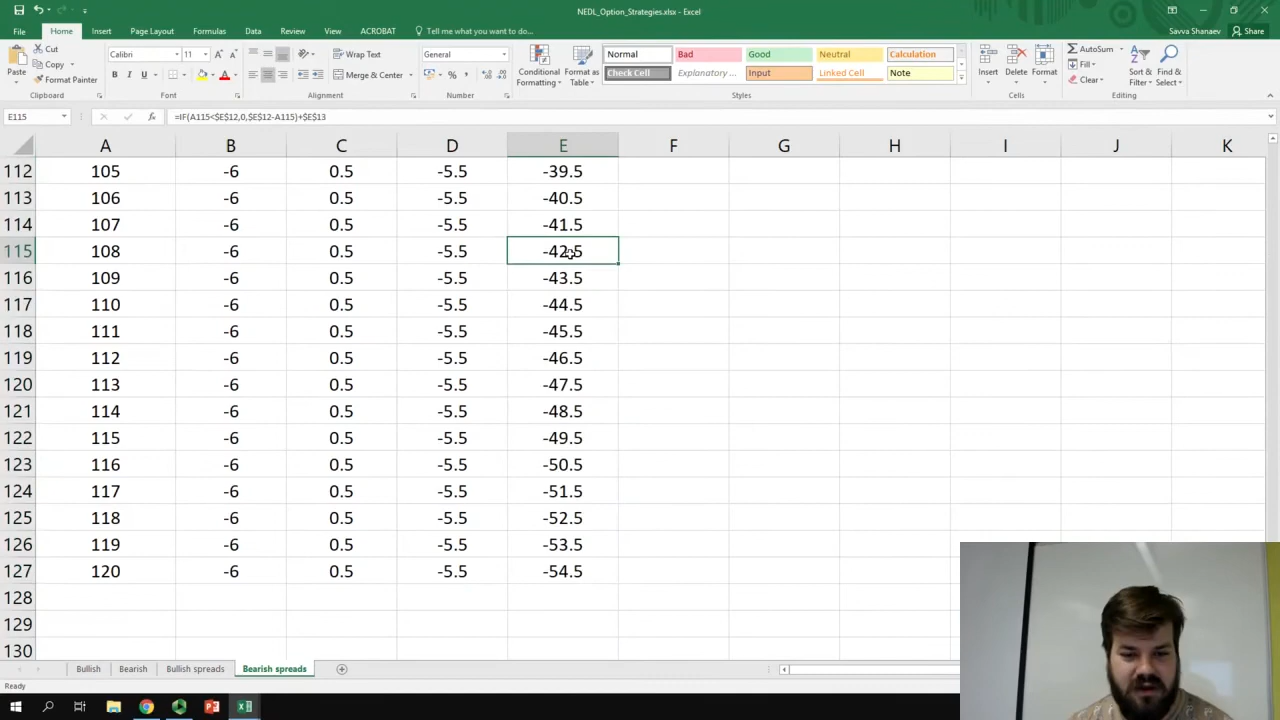 NEDL_Option_Strategies.xlsx - Excel
File Home Insert Page Layout Formulas Data Review View ACROBAT Tell me what you want to do... Savva Shanaev Share
Paste Cut Copy Format Painter Clipboard
Calibri 11 B I U A Font
Wrap Text Merge & Center Alignment
General % , Number
Conditional Formatting Format as Table Normal Bad Good Neutral Calculation
Check Cell Explanatory ... Input Linked Cell Note Styles
Insert Delete Format Cells
AutoSum Fill Clear Sort & Filter Find & Select Editing
E115 fx =IF(A115<$E$12,0,$E$12-A115)+$E$13
A B C D E F G H I J K
112 105 -6 0.5 -5.5 -39.5
113 106 -6 0.5 -5.5 -40.5
114 107 -6 0.5 -5.5 -41.5
115 108 -6 0.5 -5.5 -42.5
116 109 -6 0.5 -5.5 -43.5
117 110 -6 0.5 -5.5 -44.5
118 111 -6 0.5 -5.5 -45.5
119 112 -6 0.5 -5.5 -46.5
120 113 -6 0.5 -5.5 -47.5
121 114 -6 0.5 -5.5 -48.5
122 115 -6 0.5 -5.5 -49.5
123 116 -6 0.5 -5.5 -50.5
124 117 -6 0.5 -5.5 -51.5
125 118 -6 0.5 -5.5 -52.5
126 119 -6 0.5 -5.5 -53.5
127 120 -6 0.5 -5.5 -54.5
128
129
130
Bullish Bearish Bullish spreads Bearish spreads
Ready